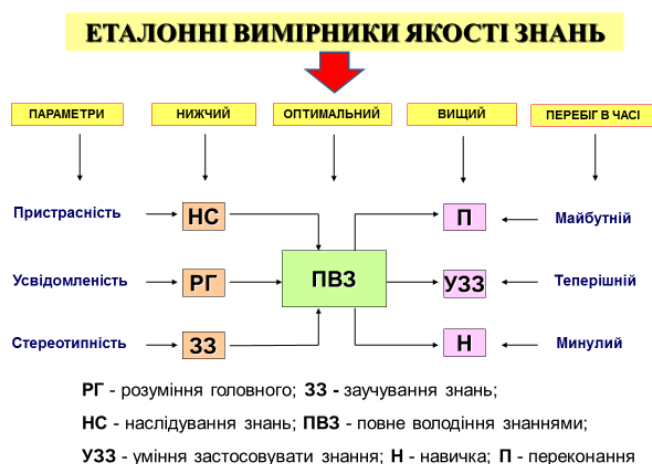 ЕТАЛОННІ ВИМІРНИКИ ЯКОСТІ ЗНАНЬ
ПАРАМЕТРИ НИЖЧИЙ ОПТИМАЛЬНИЙ ВИЩИЙ ПЕРЕБІГ В ЧАСІ
Пристрасність НС П Майбутній
Усвідомленість РГ ПВЗ УЗЗ Теперішній
Стереотипність ЗЗ Н Минулий
РГ - розуміння головного; ЗЗ - заучування знань;
НС - наслідування знань; ПВЗ - повне володіння знаннями;
УЗЗ - уміння застосовувати знання; Н - навичка; П - переконання